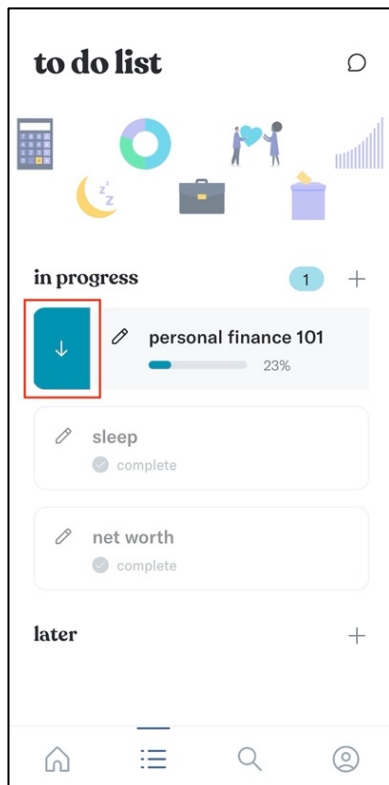 to do list
z z
in progress 1
personal finance 101
23%
sleep
complete
net worth
complete
later